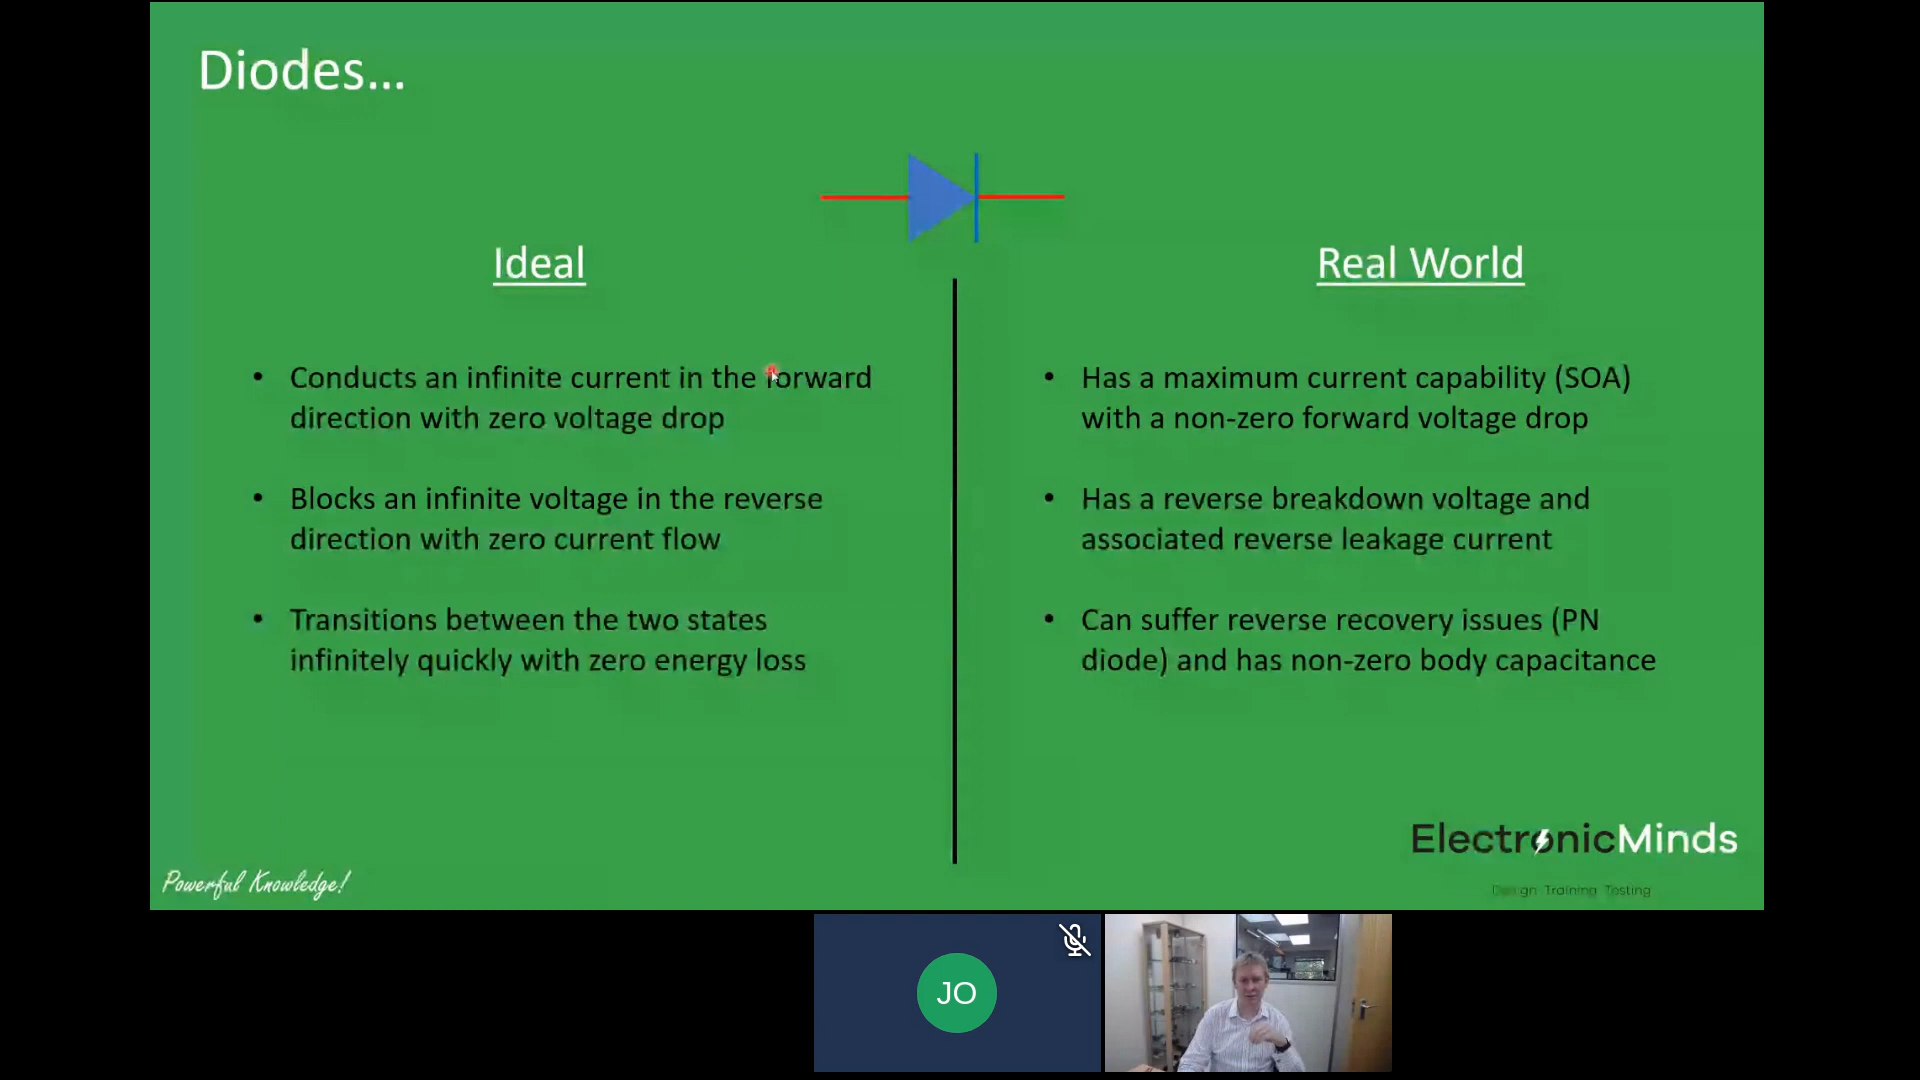 Diodes...
Ideal
Conducts an infinite current in the forward
direction with zero voltage drop
Blocks an infinite voltage in the reverse
direction with zero current flow
Transitions between the two states
infinitely quickly with zero energy loss
Real World
Has a maximum current capability (SOA)
with a non-zero forward voltage drop
Has a reverse breakdown voltage and
associated reverse leakage current
Can suffer reverse recovery issues (PN
diode) and has non-zero body capacitance
Powerful Knowledge!
ElectronicMinds
Design Training Testing
JO